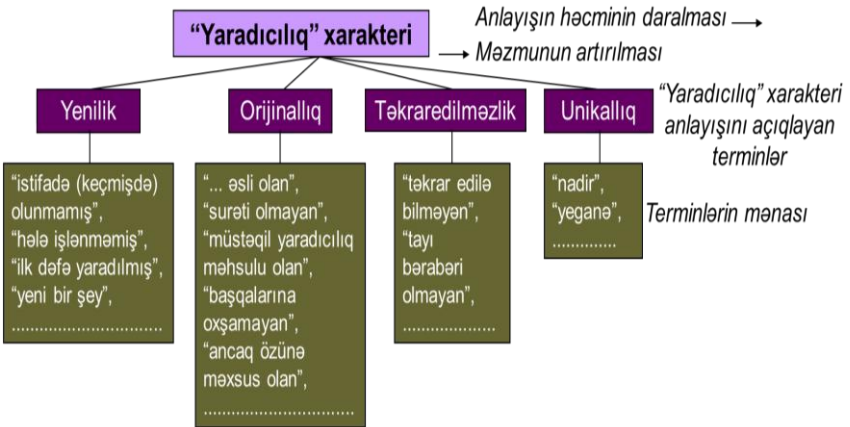 “Yaradıcılıq” xarakteri
Anlayışın həcminin daralması →
→ Məzmunun artırılması
Yenilik
Orijinallıq
Təkraredilməzlik
Unikallıq
“Yaradıcılıq” xarakteri
anlayışını açıqlayan
terminlər
“istifadə (keçmişdə)
olunmamış”,
“hələ işlənməmiş”,
“ilk dəfə yaradılmış”,
“yeni bir şey”,
................................
“... əsli olan”,
“surəti olmayan”,
“müstəqil yaradıcılıq
məhsulu olan”,
“başqalarına
oxşamayan”,
“ancaq özünə
məxsus olan”,
................................
“təkrar edilə
bilməyən”,
“tayı
bərabəri
olmayan”,
....................
“nadir”,
“yeganə”,
..............
Terminlərin mənası